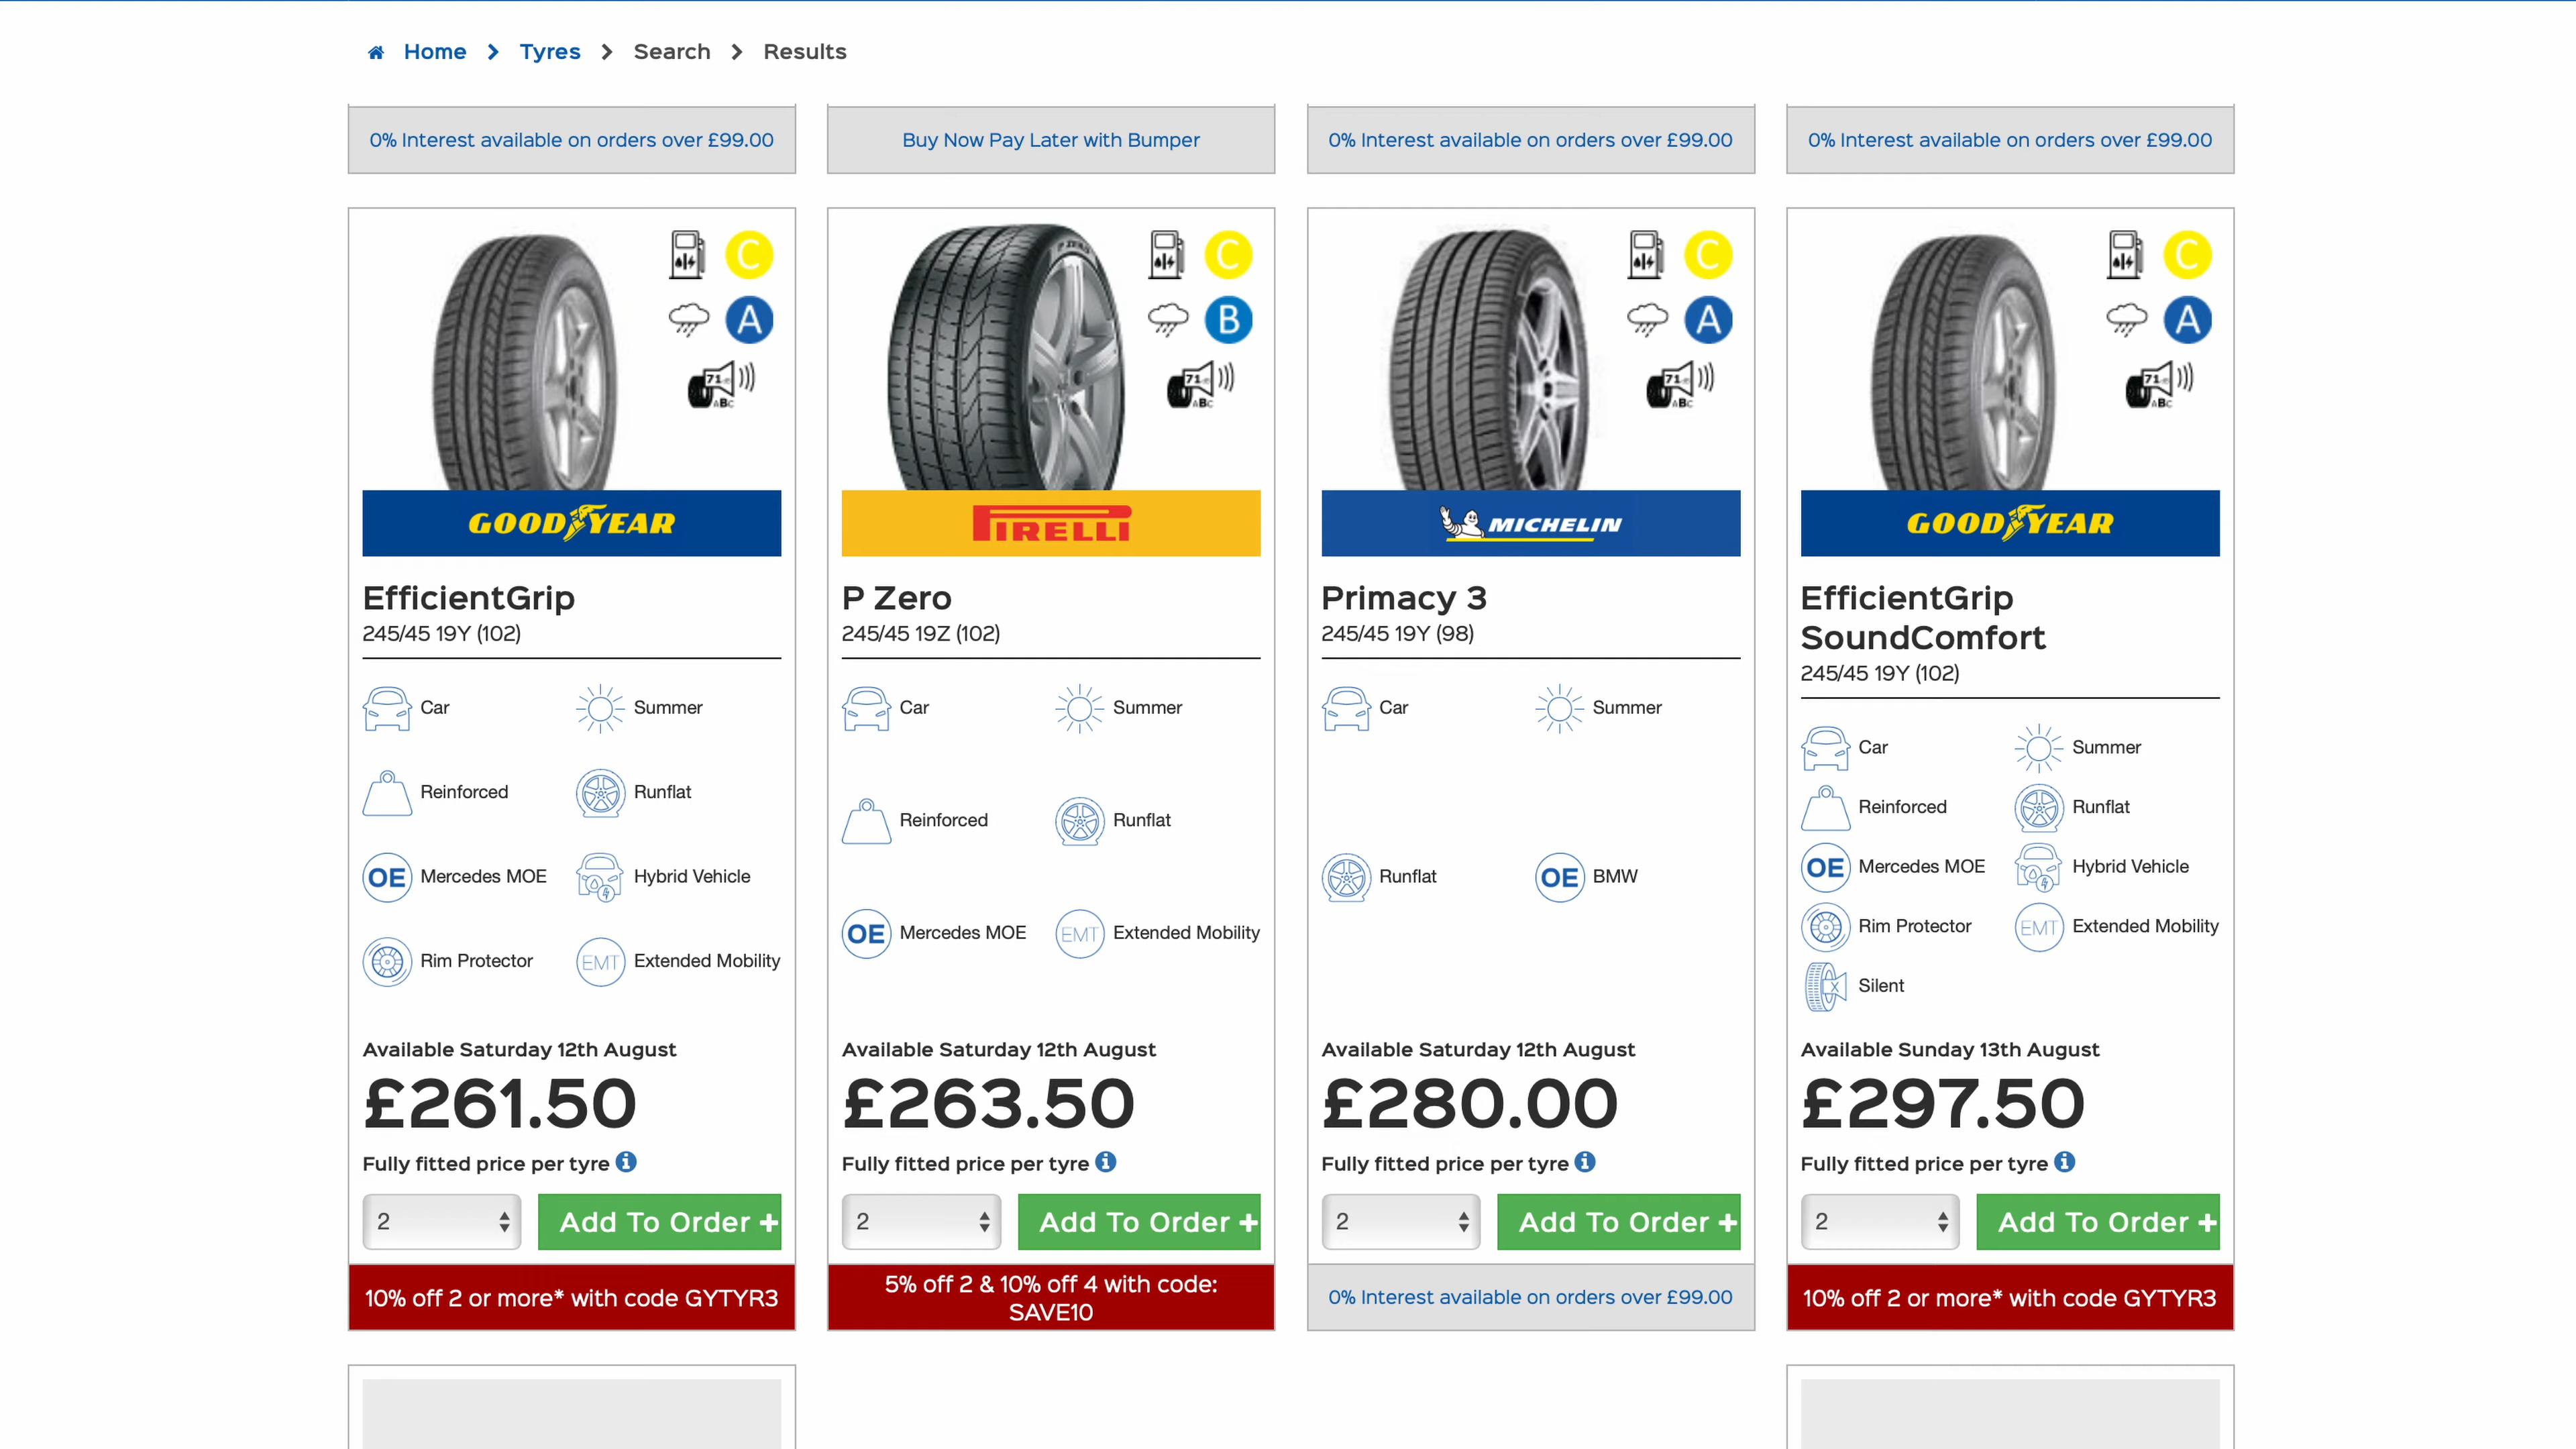 Home > Tyres > Search > Results
0% Interest available on orders over £99.00
Buy Now Pay Later with Bumper
0% Interest available on orders over £99.00
0% Interest available on orders over £99.00
C
A
71
ABC
GOODYEAR
EfficientGrip
245/45 19Y (102)
Car
Summer
Reinforced
Runflat
OE Mercedes MOE
Hybrid Vehicle
Rim Protector
EMT Extended Mobility
Available Saturday 12th August
£261.50
Fully fitted price per tyre
2
Add To Order +
10% off 2 or more* with code GYTYR3
C
B
71
ABC
PIRELLI
P Zero
245/45 19Z (102)
Car
Summer
Reinforced
Runflat
OE Mercedes MOE
EMT Extended Mobility
Available Saturday 12th August
£263.50
Fully fitted price per tyre
2
Add To Order +
5% off 2 & 10% off 4 with code:
SAVE10
C
A
71
ABC
MICHELIN
Primacy 3
245/45 19Y (98)
Car
Summer
Runflat
OE BMW
Available Saturday 12th August
£280.00
Fully fitted price per tyre
2
Add To Order +
0% Interest available on orders over £99.00
C
A
71
ABC
GOODYEAR
EfficientGrip
SoundComfort
245/45 19Y (102)
Car
Summer
Reinforced
Runflat
OE Mercedes MOE
Hybrid Vehicle
Rim Protector
EMT Extended Mobility
Silent
Available Sunday 13th August
£297.50
Fully fitted price per tyre
2
Add To Order +
10% off 2 or more* with code GYTYR3